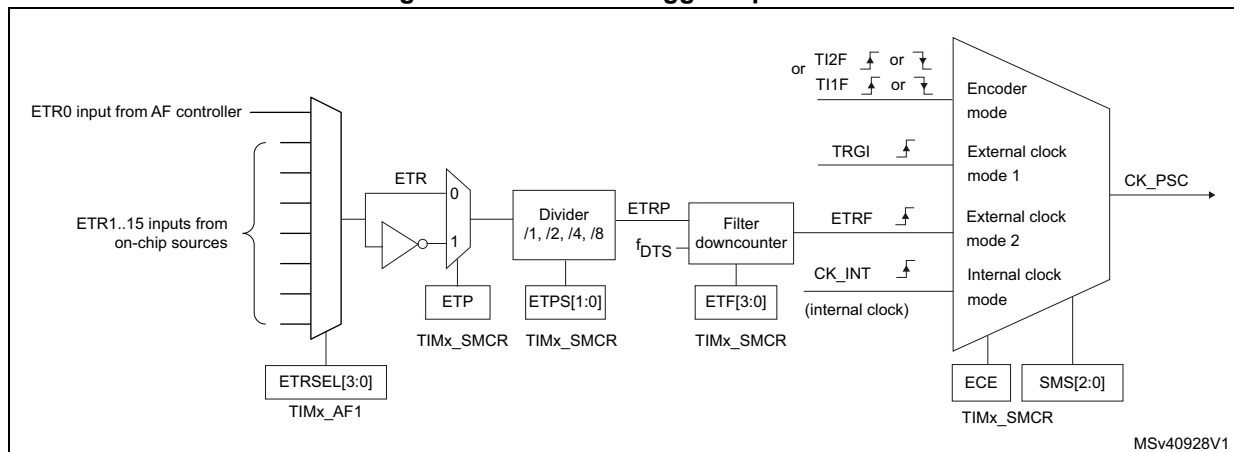 or TI2F or
TI1F or
Encoder
mode
ETR0 input from AF controller
TRGI
External clock
mode 1
CK_PSC
ETR
0
ETR1..15 inputs from
on-chip sources
1
Divider
/1, /2, /4, /8
ETRP
fDTS
Filter
downcounter
ETRF
External clock
mode 2
CK_INT
(internal clock)
Internal clock
mode
ETP
TIMx_SMCR
ETPS[1:0]
TIMx_SMCR
ETF[3:0]
TIMx_SMCR
ETRSEL[3:0]
TIMx_AF1
ECE
SMS[2:0]
TIMx_SMCR
MSv40928V1